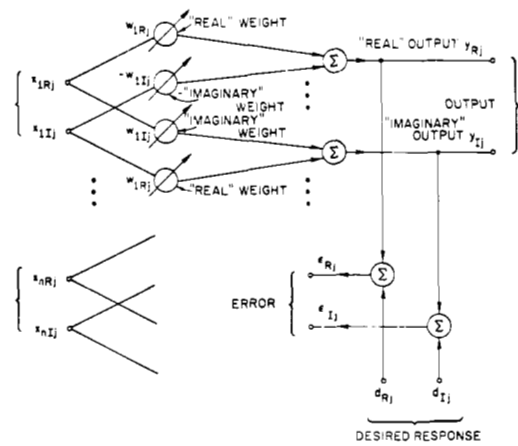 w1Rj "REAL" WEIGHT
x1Rj
-w1Ij
-"IMAGINARY" WEIGHT
Σ
"REAL" OUTPUT yRj
x1Ij
w1Ij
"IMAGINARY" WEIGHT
OUTPUT
"IMAGINARY" OUTPUT yIj
Σ
w1Rj
"REAL" WEIGHT
xnRj
ϵRj
Σ
ERROR
xnIj
ϵIj
Σ
dRj
dIj
DESIRED RESPONSE